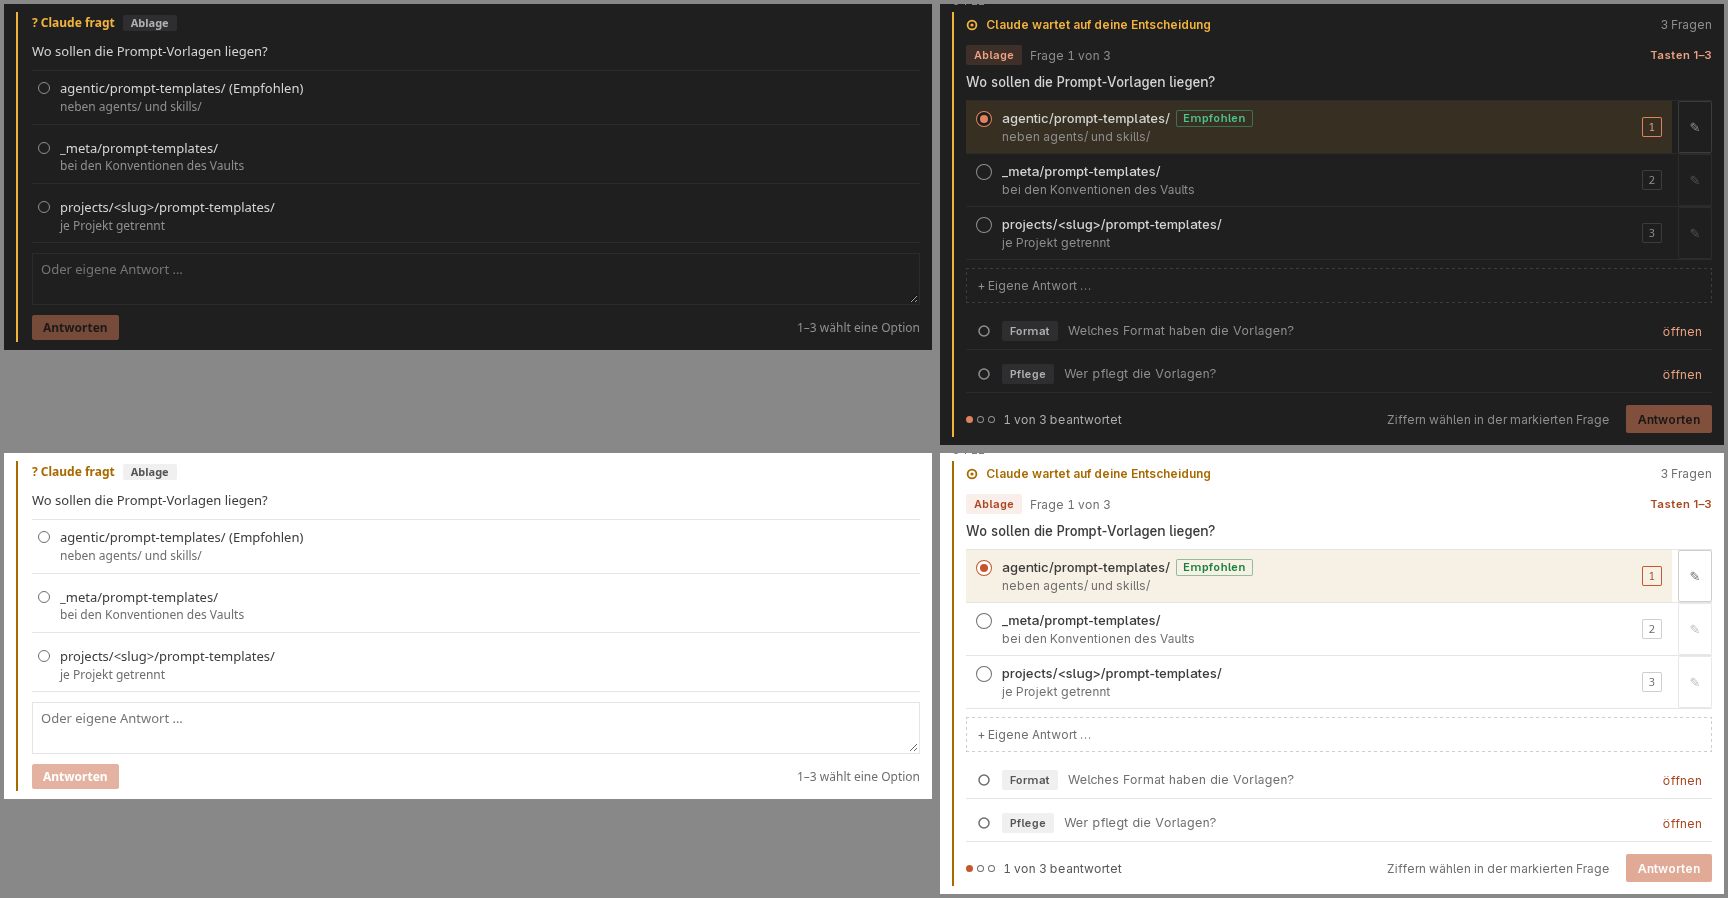 ? Claude fragt Ablage
Wo sollen die Prompt-Vorlagen liegen?
agentic/prompt-templates/ (Empfohlen)
neben agents/ und skills/
_meta/prompt-templates/
bei den Konventionen des Vaults
projects/<slug>/prompt-templates/
je Projekt getrennt
Oder eigene Antwort ...
Antworten 1–3 wählt eine Option
Claude wartet auf deine Entscheidung 3 Fragen
Ablage Frage 1 von 3 Tasten 1–3
Wo sollen die Prompt-Vorlagen liegen?
agentic/prompt-templates/ Empfohlen
neben agents/ und skills/ 1
_meta/prompt-templates/
bei den Konventionen des Vaults 2
projects/<slug>/prompt-templates/
je Projekt getrennt 3
+ Eigene Antwort ...
Format Welches Format haben die Vorlagen? öffnen
Pflege Wer pflegt die Vorlagen? öffnen
1 von 3 beantwortet Ziffern wählen in der markierten Frage Antworten
? Claude fragt Ablage
Wo sollen die Prompt-Vorlagen liegen?
agentic/prompt-templates/ (Empfohlen)
neben agents/ und skills/
_meta/prompt-templates/
bei den Konventionen des Vaults
projects/<slug>/prompt-templates/
je Projekt getrennt
Oder eigene Antwort ...
Antworten 1–3 wählt eine Option
Claude wartet auf deine Entscheidung 3 Fragen
Ablage Frage 1 von 3 Tasten 1–3
Wo sollen die Prompt-Vorlagen liegen?
agentic/prompt-templates/ Empfohlen
neben agents/ und skills/ 1
_meta/prompt-templates/
bei den Konventionen des Vaults 2
projects/<slug>/prompt-templates/
je Projekt getrennt 3
+ Eigene Antwort ...
Format Welches Format haben die Vorlagen? öffnen
Pflege Wer pflegt die Vorlagen? öffnen
1 von 3 beantwortet Ziffern wählen in der markierten Frage Antworten